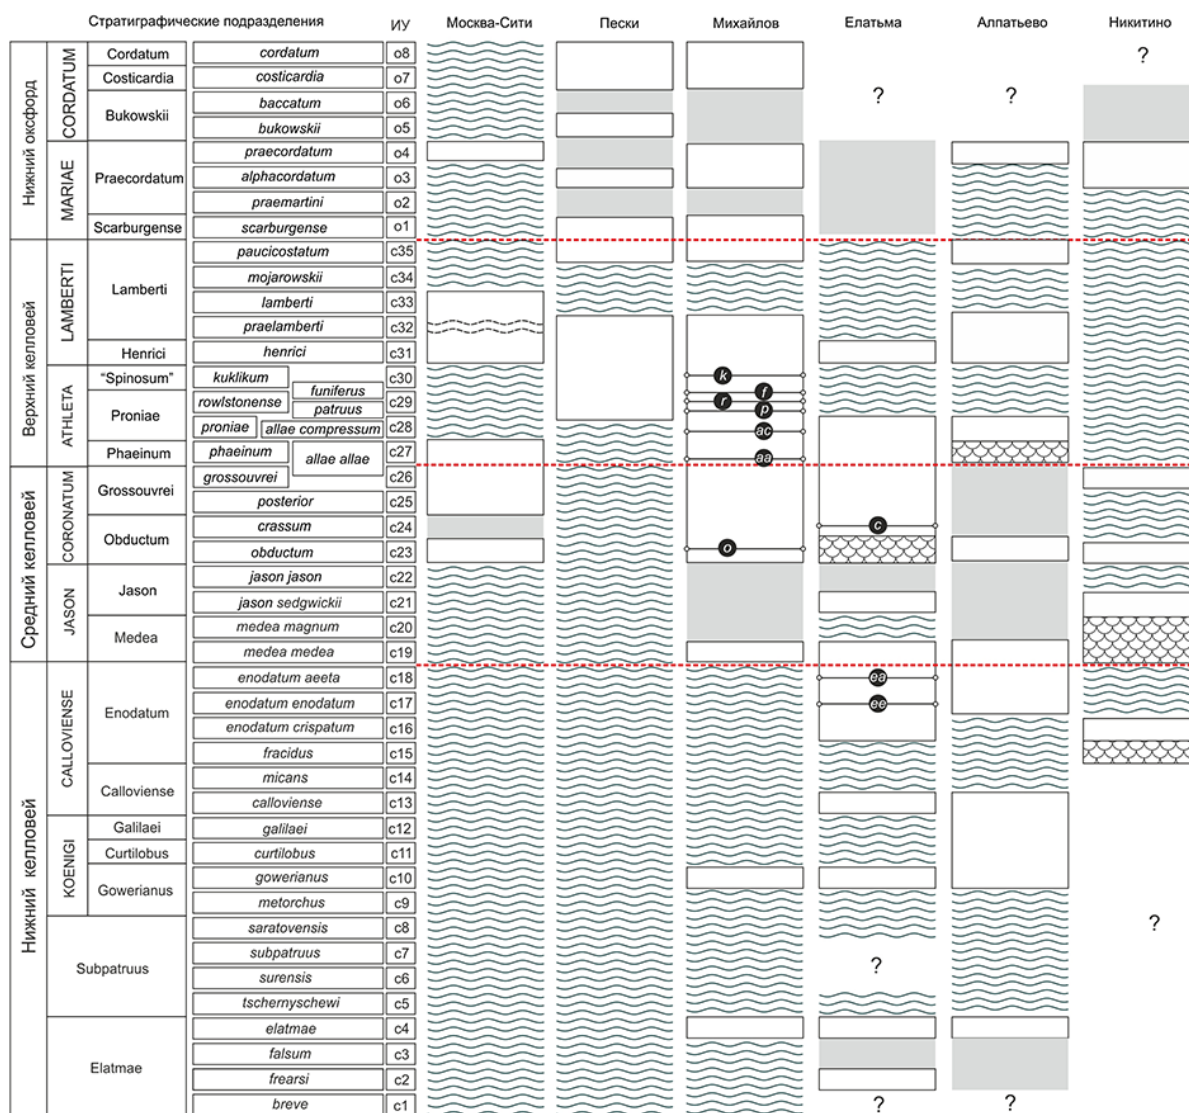 Стратиграфические подразделения ИУ Москва-Сити Пески Михайлов Елатьма Алпатьево Никитино
Нижний оксфорд
CORDATUM
Cordatum cordatum o8 ?
Costicardia costicardia o7
Bukowskii baccatum o6 ? ?
bukowskii o5
MARIAE
Praecordatum praecordatum o4
alphacordatum o3
praemartini o2
Scarburgense scarburgense o1
Верхний келловей
LAMBERTI
Lamberti paucicostatum c35
mojarowskii c34
lamberti c33
praelamberti c32
Henrici henrici c31
ATHLETA
“Spinosum” kuklikum c30 k
funiferus f
Proniae rowlstonense c29 r
patruus p
proniae allae compressum c28 ac
Phaeinum phaeinum allae allae c27 aa
Средний келловей
CORONATUM
Grossouvrei grossouvrei c26
posterior c25
Obductum crassum c24 c
obductum c23 o
JASON
Jason jason jason c22
jason sedgwickii c21
Medea medea magnum c20
medea medea c19
Нижний келловей
CALLOVIENSE
Enodatum enodatum aeeta c18 ea
enodatum enodatum c17 ee
enodatum crispatum c16
fracidus c15
Calloviense micans c14
calloviense c13
KOENIGI
Galilaei galilaei c12
Curtilobus curtilobus c11
Gowerianus gowerianus c10
metorchus c9
Subpatruus saratovensis c8 ?
subpatruus c7 ?
surensis c6
tschernyschewi c5
Elatmae elatmae c4
falsum c3
frearsi c2
breve c1 ? ?